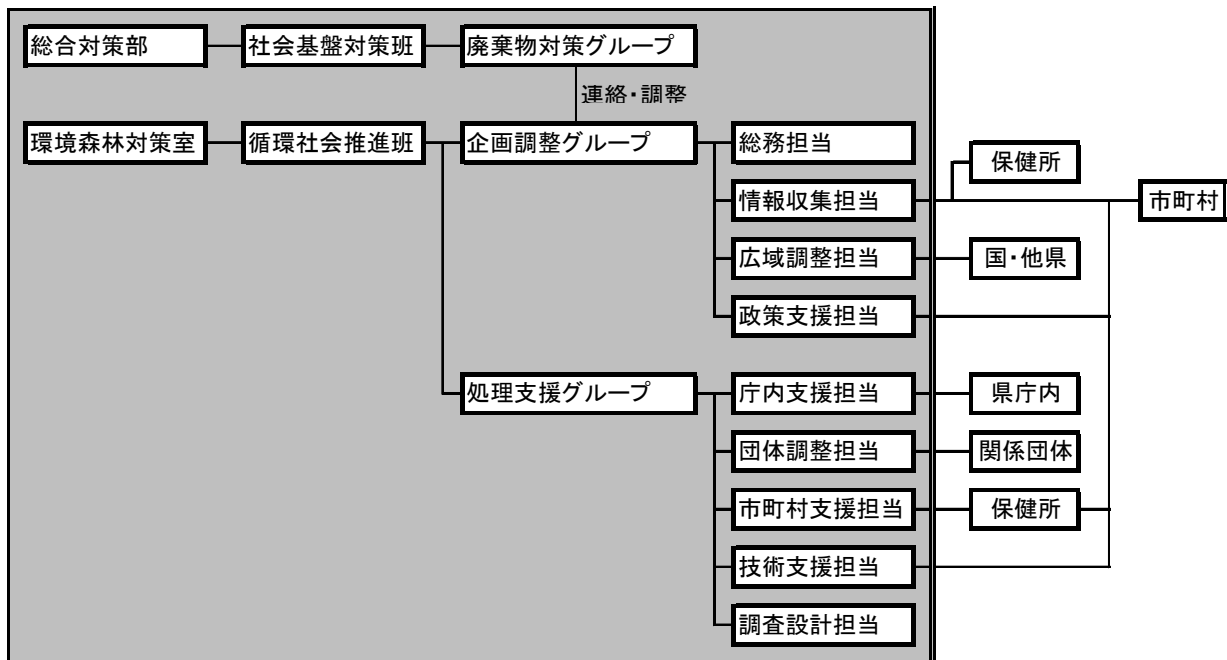 総合対策部
社会基盤対策班
廃棄物対策グループ
連絡・調整
環境森林対策室
循環社会推進班
企画調整グループ
総務担当
保健所
情報収集担当
市町村
広域調整担当
国・他県
政策支援担当
処理支援グループ
庁内支援担当
県庁内
団体調整担当
関係団体
市町村支援担当
保健所
技術支援担当
調査設計担当